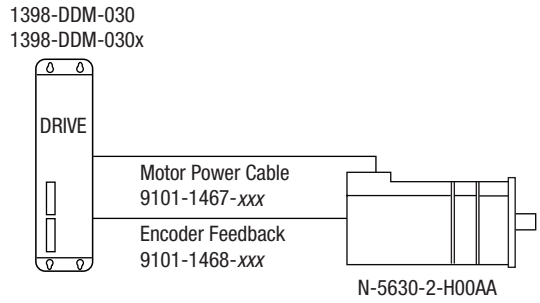 1398-DDM-030
1398-DDM-030x
DRIVE
Motor Power Cable
9101-1467-xxx
Encoder Feedback
9101-1468-xxx
N-5630-2-H00AA